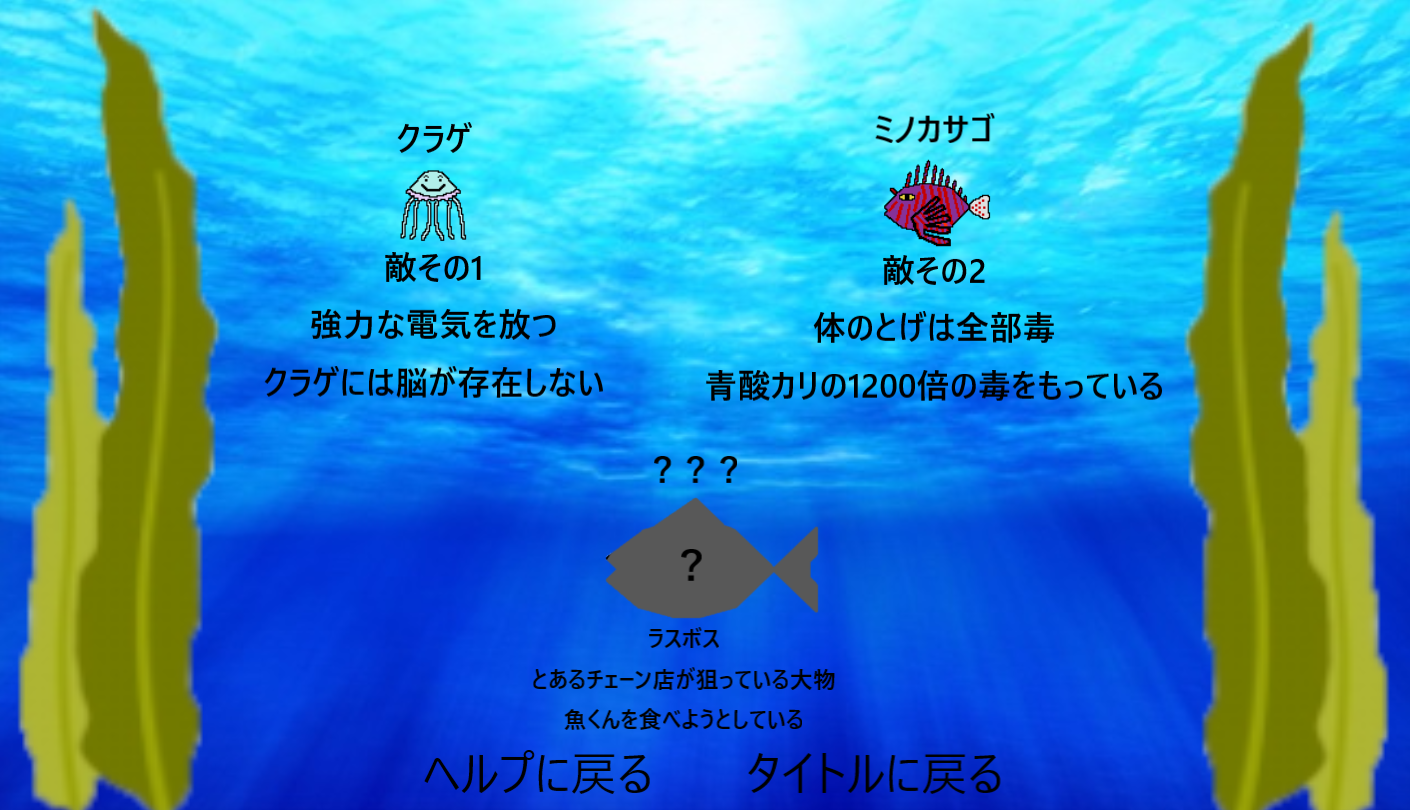 クラゲ
敵その1
強力な電気を放つ
クラゲには脳が存在しない
ミノカサゴ
敵その2
体のとげは全部毒
青酸カリの1200倍の毒をもっている
？？？
?
ラスボス
とあるチェーン店が狙っている大物
魚くんを食べようとしている
ヘルプに戻る
タイトルに戻る